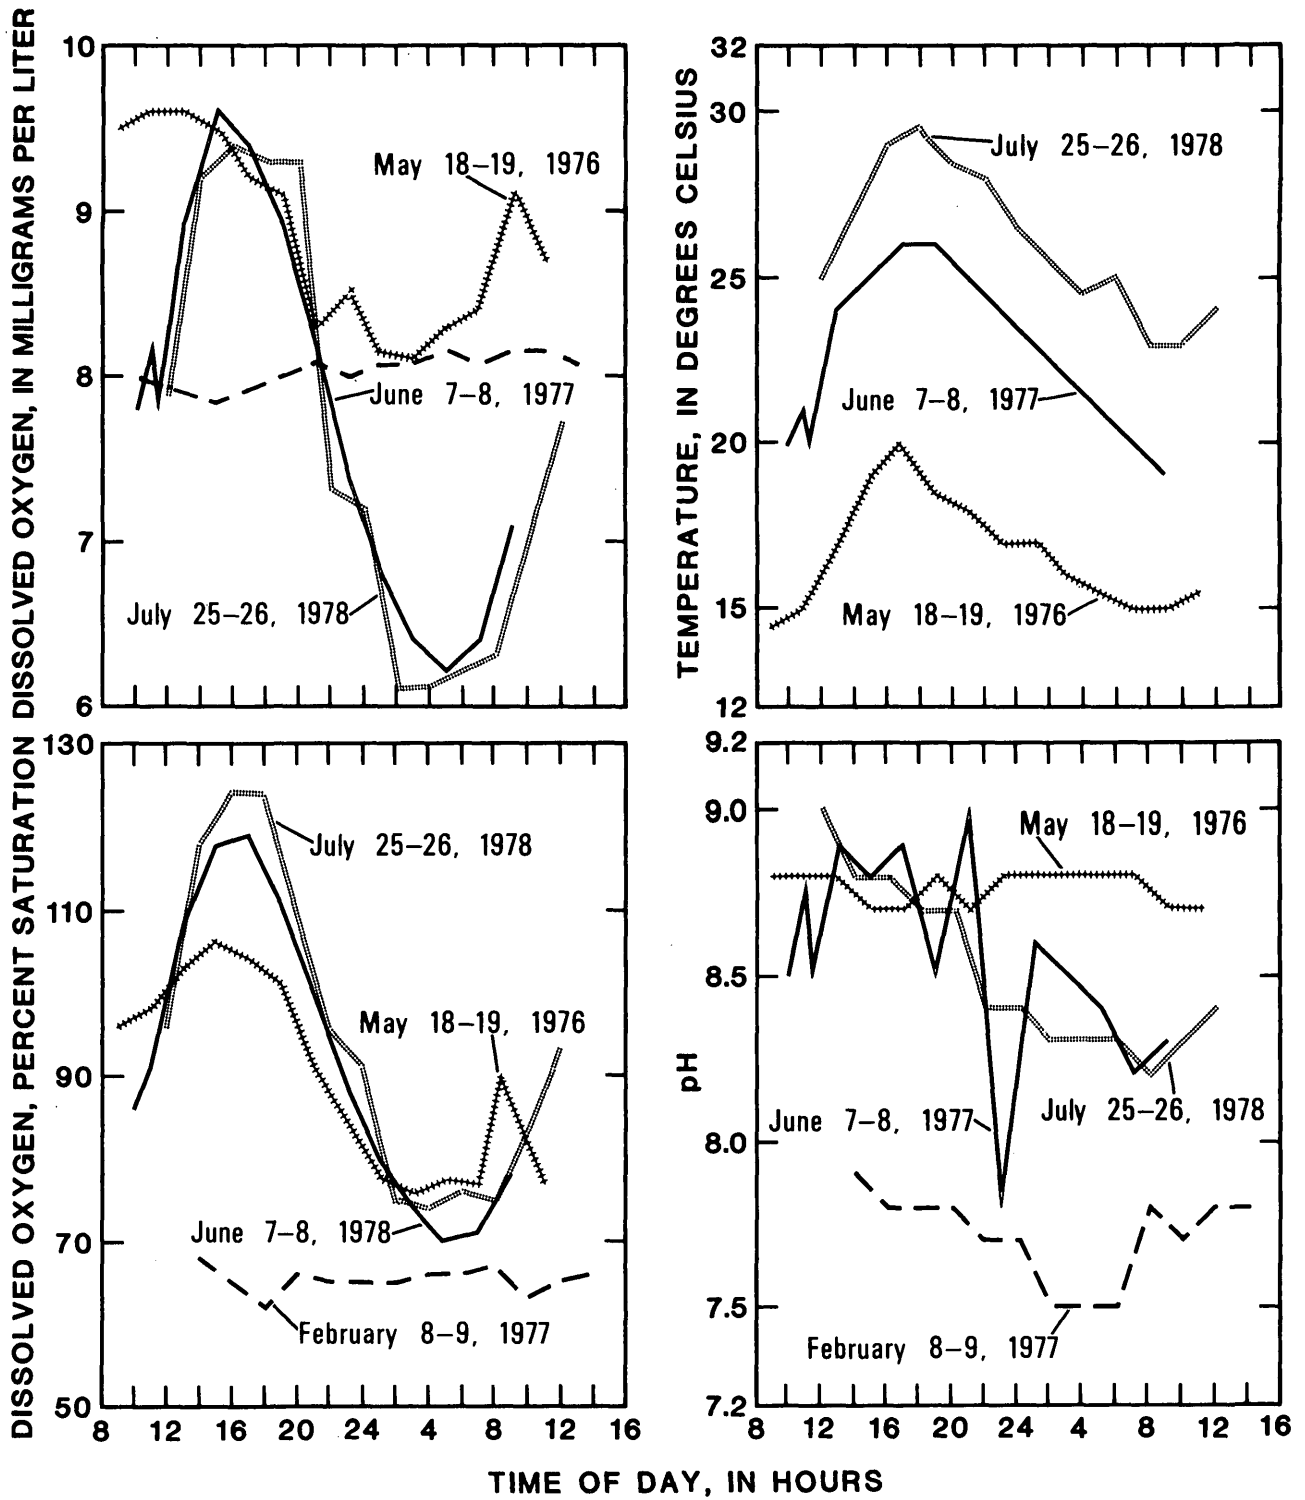 DISSOLVED OXYGEN, IN MILLIGRAMS PER LITER
10
9
8
7
6
May 18–19, 1976
June 7–8, 1977
July 25–26, 1978
TEMPERATURE, IN DEGREES CELSIUS
32
30
25
20
15
12
July 25–26, 1978
June 7–8, 1977
May 18–19, 1976
DISSOLVED OXYGEN, PERCENT SATURATION
130
110
90
70
50
July 25–26, 1978
May 18–19, 1976
June 7–8, 1978
February 8–9, 1977
8 12 16 20 24 4 8 12 16
pH
9.2
9.0
8.5
8.0
7.5
7.2
May 18–19, 1976
June 7–8, 1977
July 25–26, 1978
February 8–9, 1977
8 12 16 20 24 4 8 12 16
TIME OF DAY, IN HOURS